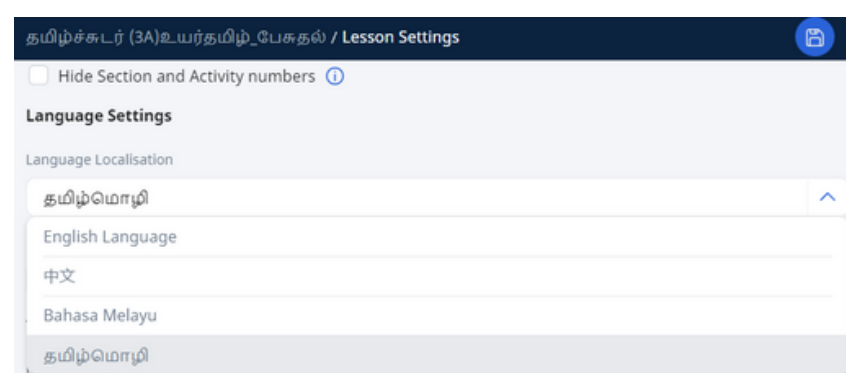 தமிழ்ச்சுடர் (3A)உயர்தமிழ்_பேசுதல் / Lesson Settings
Hide Section and Activity numbers
Language Settings
Language Localisation
தமிழ்மொழி
English Language
中文
Bahasa Melayu
தமிழ்மொழி